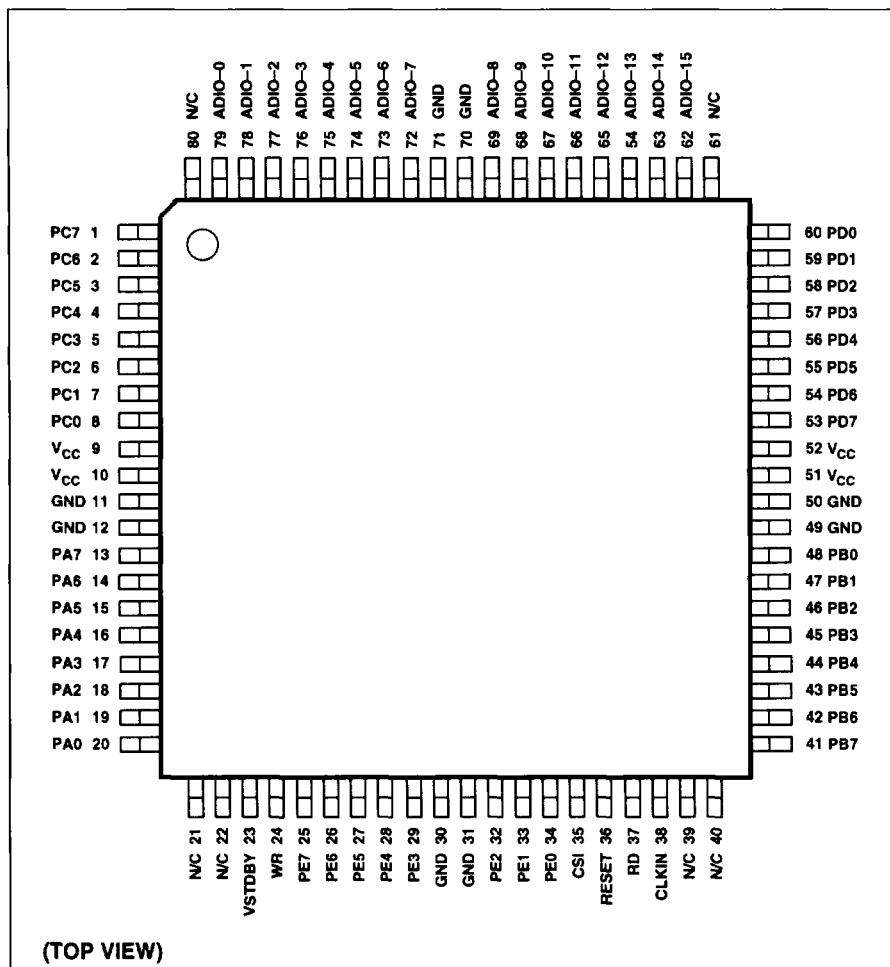 80 N/C
79 ADIO–0
78 ADIO–1
77 ADIO–2
76 ADIO–3
75 ADIO–4
74 ADIO–5
73 ADIO–6
72 ADIO–7
71 GND
70 GND
69 ADIO–8
68 ADIO–9
67 ADIO–10
66 ADIO–11
65 ADIO–12
54 ADIO–13
63 ADIO–14
62 ADIO–15
61 N/C
PC7 1
PC6 2
PC5 3
PC4 4
PC3 5
PC2 6
PC1 7
PC0 8
VCC 9
VCC 10
GND 11
GND 12
PA7 13
PA6 14
PA5 15
PA4 16
PA3 17
PA2 18
PA1 19
PA0 20
60 PD0
59 PD1
58 PD2
57 PD3
56 PD4
55 PD5
54 PD6
53 PD7
52 VCC
51 VCC
50 GND
49 GND
48 PB0
47 PB1
46 PB2
45 PB3
44 PB4
43 PB5
42 PB6
41 PB7
N/C 21
N/C 22
VSTDBY 23
WR 24
PE7 25
PE6 26
PE5 27
PE4 28
PE3 29
GND 30
GND 31
PE2 32
PE1 33
PE0 34
CSI 35
RESET 36
RD 37
CLKIN 38
N/C 39
N/C 40
(TOP VIEW)